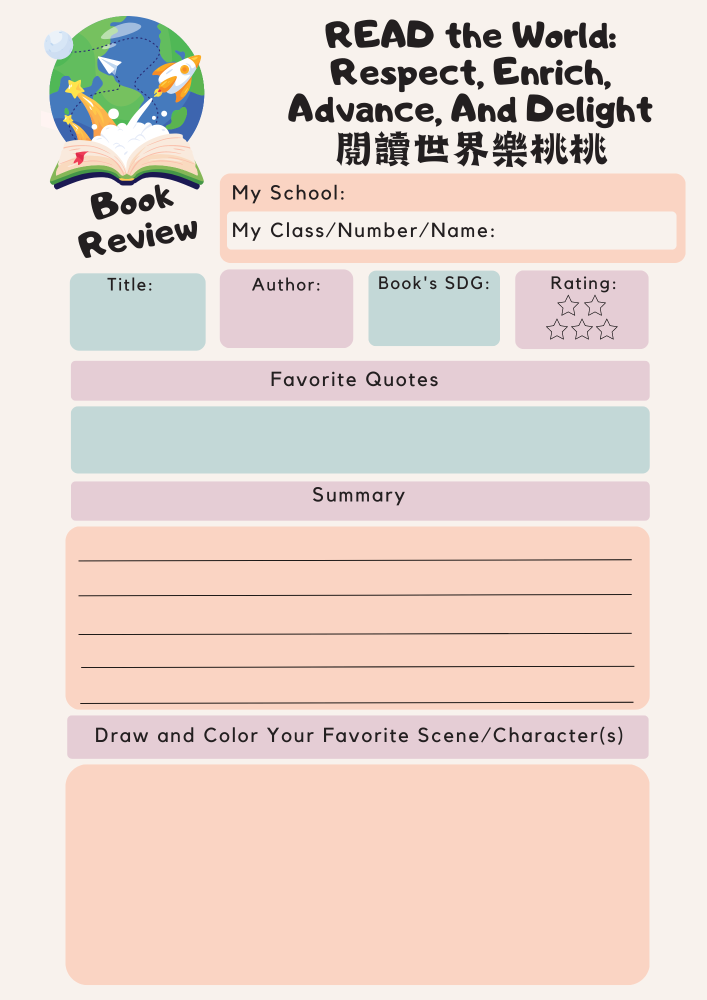 READ the World:
Respect, Enrich,
Advance, And Delight
閱讀世界樂桃桃
Book
Review
My School:
My Class/Number/Name:
Title:
Author:
Book's SDG:
Rating:
Favorite Quotes
Summary
Draw and Color Your Favorite Scene/Character(s)